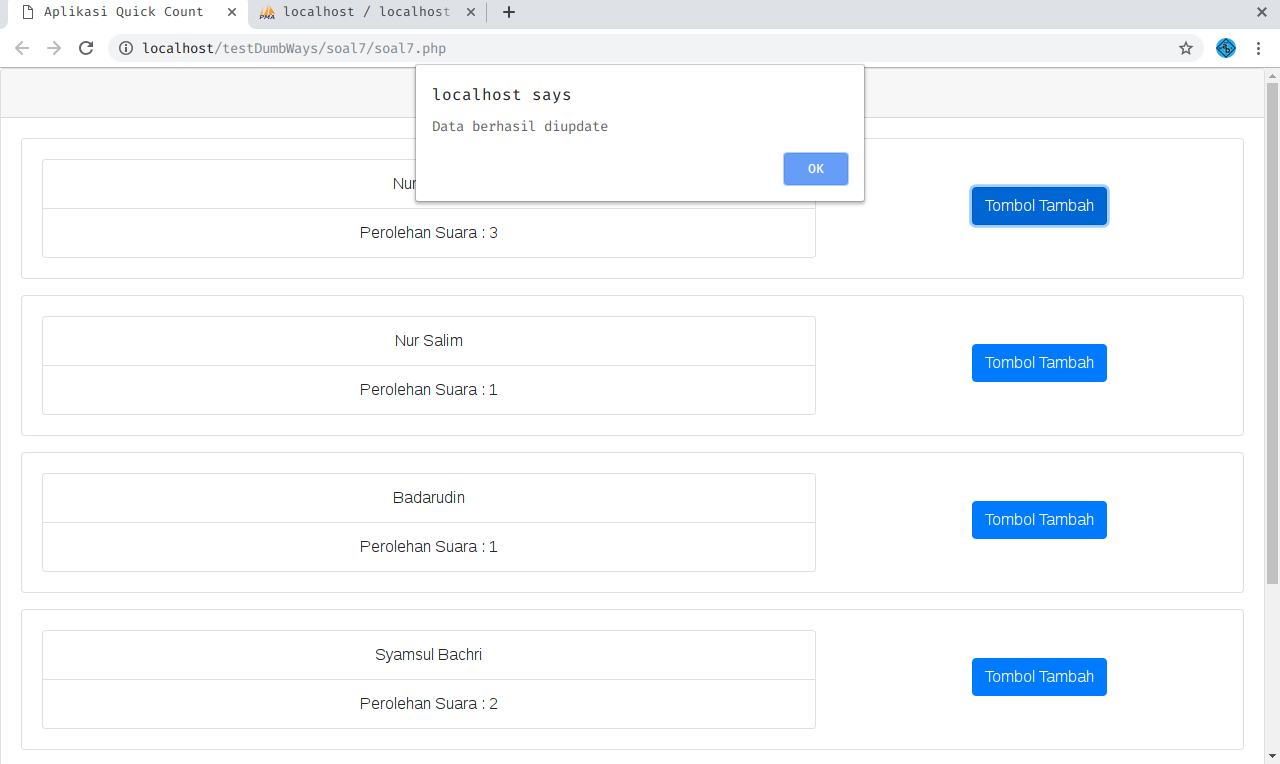 Aplikasi Quick Count
PMA
localhost / localhost
localhost/testDumbWays/soal7/soal7.php
localhost says
Data berhasil diupdate
OK
Nur
Tombol Tambah
Perolehan Suara : 3
Nur Salim
Tombol Tambah
Perolehan Suara : 1
Badarudin
Tombol Tambah
Perolehan Suara : 1
Syamsul Bachri
Tombol Tambah
Perolehan Suara : 2